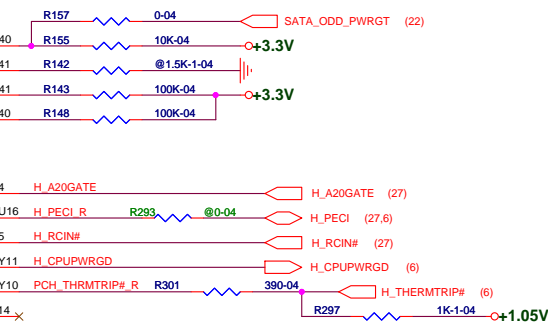 R157 0-04 SATA_ODD_PWRGT (22)
40 R155 10K-04 +3.3V
41 R142 @1.5K-1-04
41 R143 100K-04 +3.3V
40 R148 100K-04
4 H_A20GATE H_A20GATE (27)
U16 H_PECI_R R293 @0-04 H_PECI (27,6)
5 H_RCIN# H_RCIN# (27)
Y11 H_CPUPWRGD H_CPUPWRGD (6)
Y10 PCH_THRMTRIP#_R R301 390-04 H_THERMTRIP# (6)
14 R297 1K-1-04 +1.05V